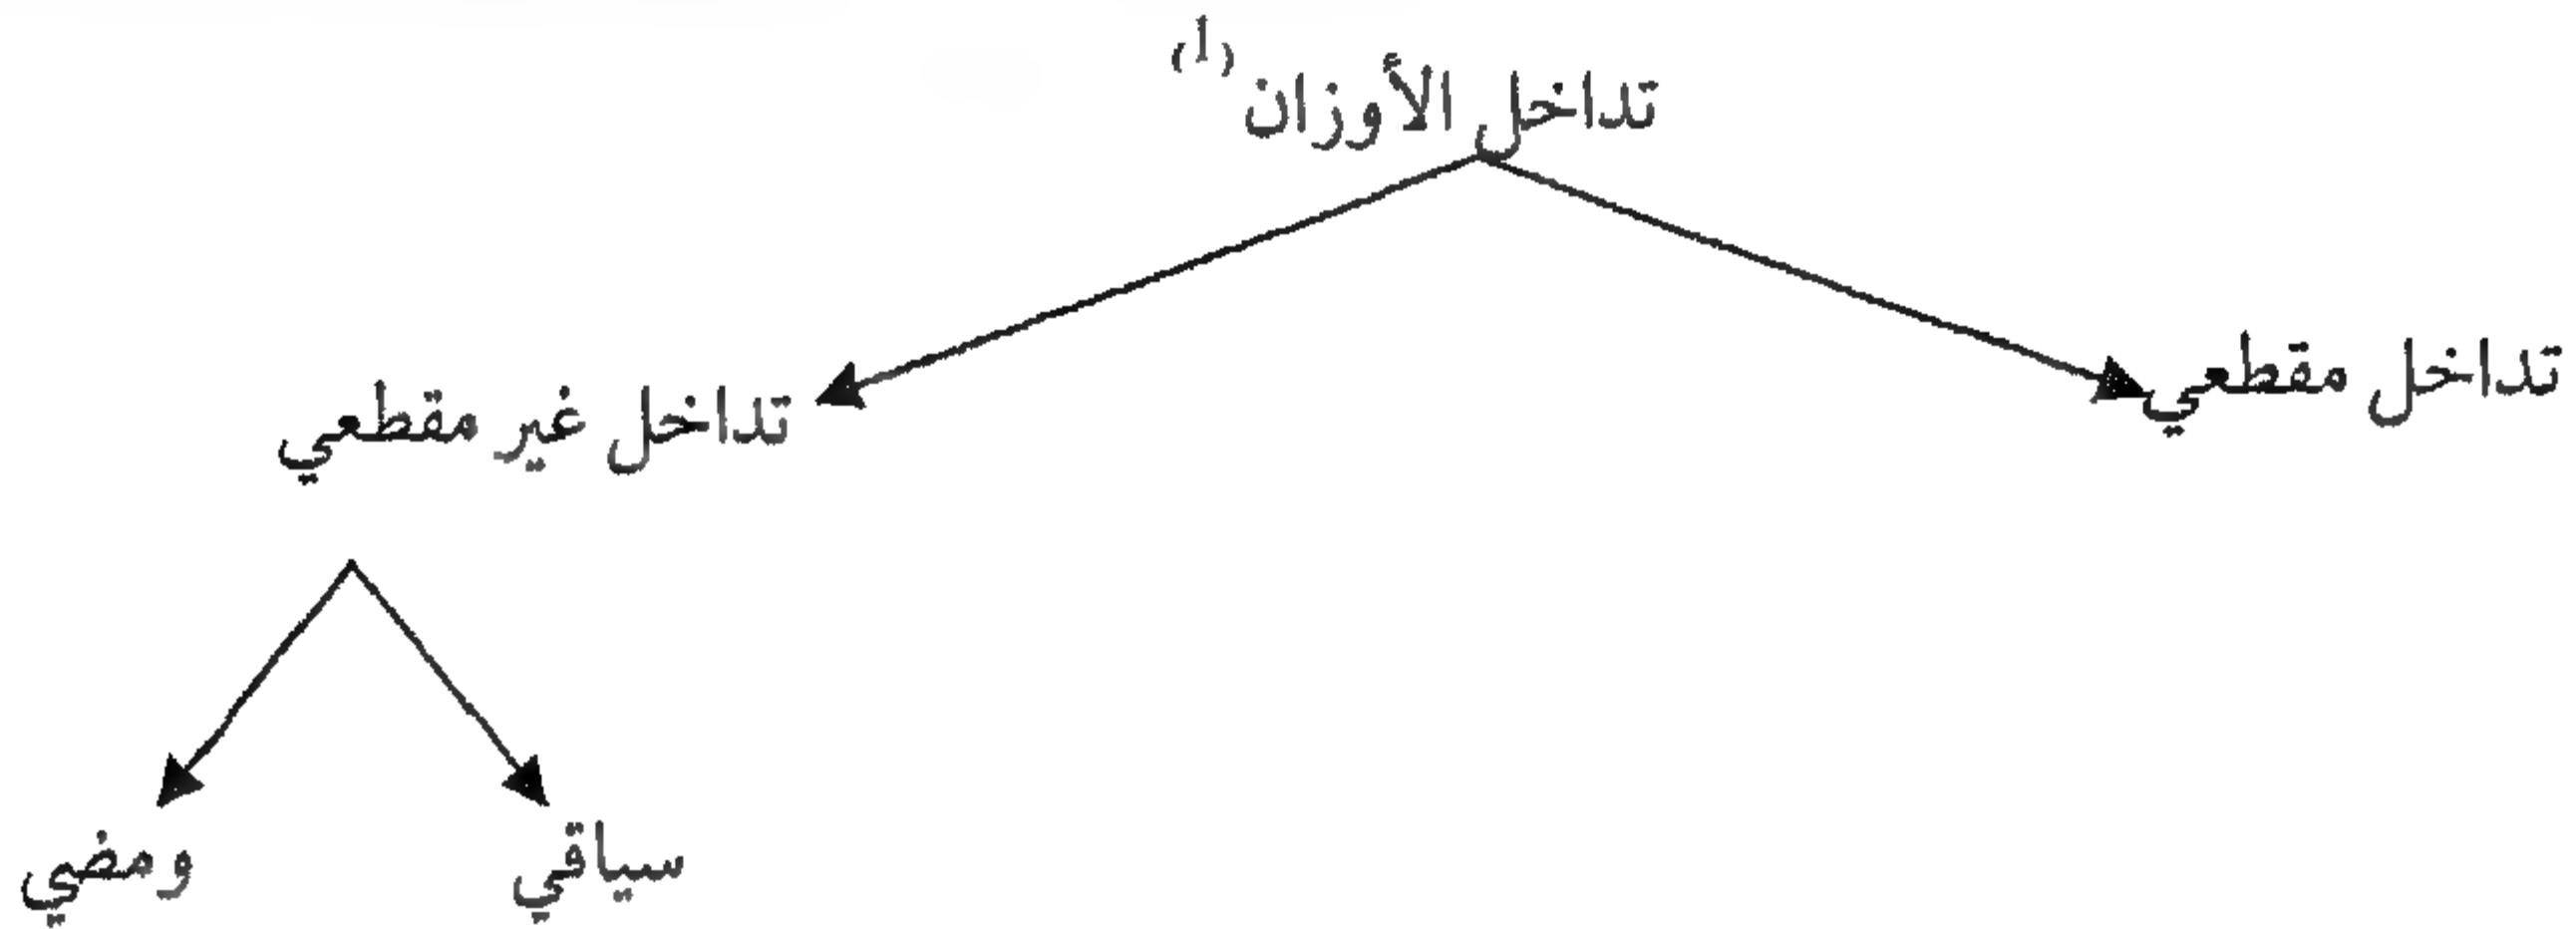 تداخل الأوزان(1)
تداخل مقطعي
تداخل غير مقطعي
سياقي
ومضي